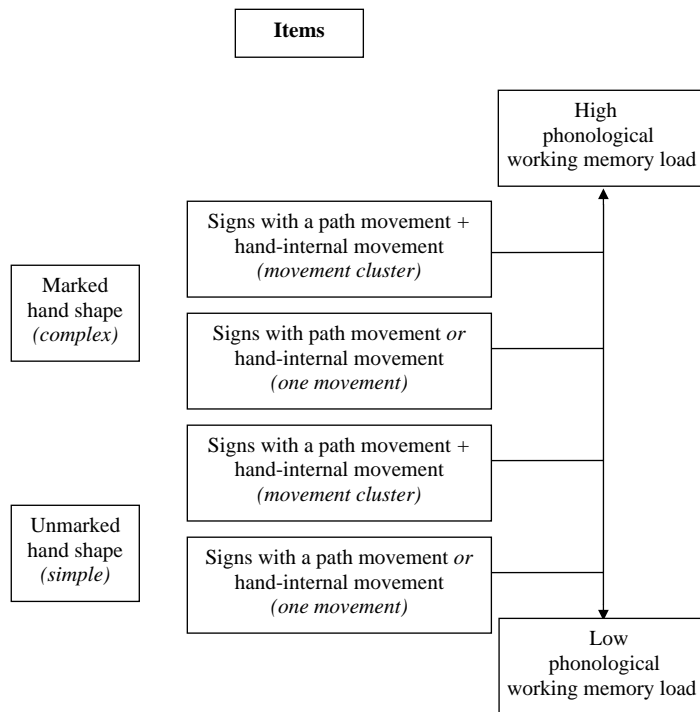 Items
High
phonological
working memory load
Signs with a path movement +
hand-internal movement
(movement cluster)
Marked
hand shape
(complex)
Signs with path movement or
hand-internal movement
(one movement)
Signs with a path movement +
hand-internal movement
(movement cluster)
Unmarked
hand shape
(simple)
Signs with a path movement or
hand-internal movement
(one movement)
Low
phonological
working memory load